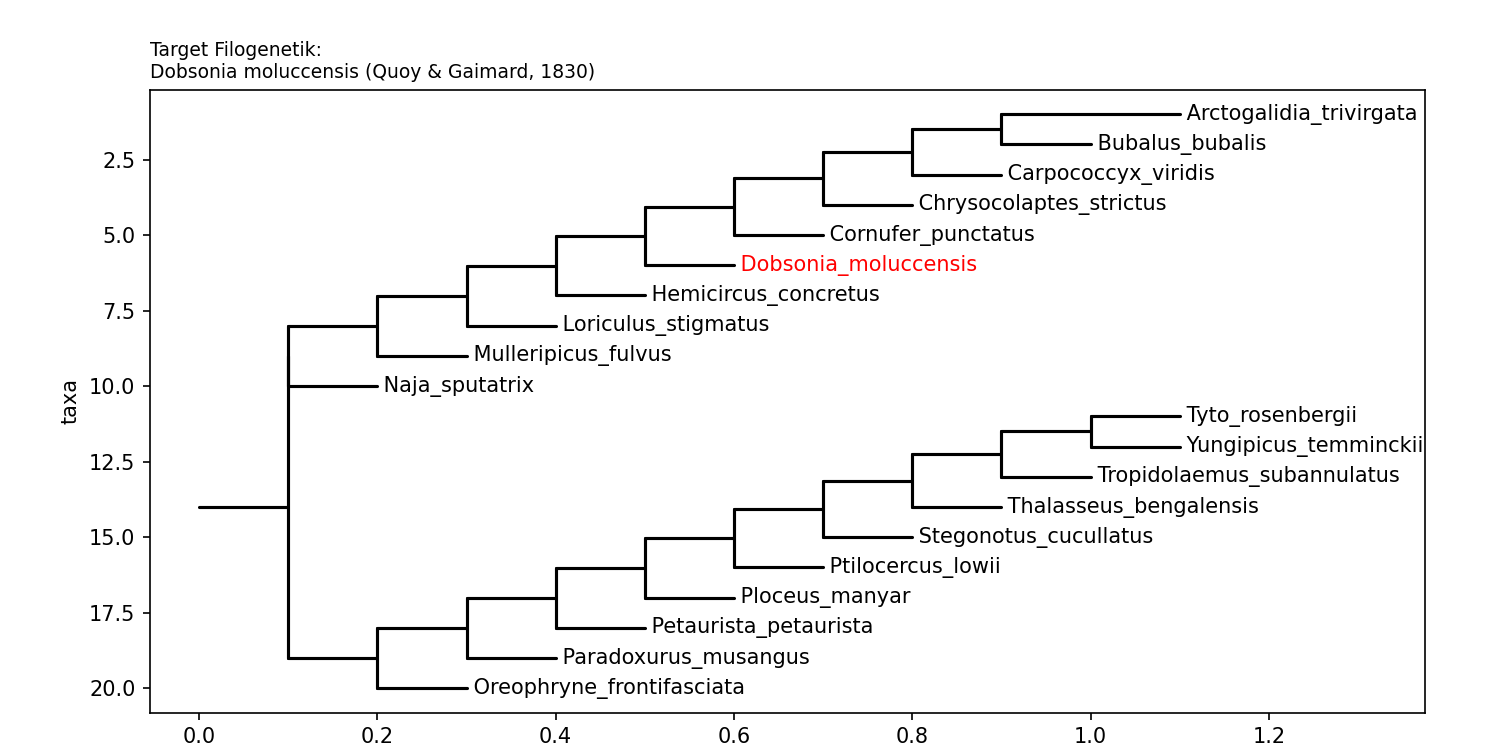 Target Filogenetik:
Dobsonia moluccensis (Quoy & Gaimard, 1830)
Arctogalidia_trivirgata
Bubalus_bubalis
2.5
Carpococcyx_viridis
Chrysocolaptes_strictus
5.0
Cornufer_punctatus
Dobsonia_moluccensis
Hemicircus_concretus
7.5
Loriculus_stigmatus
Mulleripicus_fulvus
10.0
Naja_sputatrix
taxa
Tyto_rosenbergii
Yungipicus_temminckii
12.5
Tropidolaemus_subannulatus
Thalasseus_bengalensis
15.0
Stegonotus_cucullatus
Ptilocercus_lowii
Ploceus_manyar
17.5
Petaurista_petaurista
Paradoxurus_musangus
20.0
Oreophryne_frontifasciata
0.0 0.2 0.4 0.6 0.8 1.0 1.2